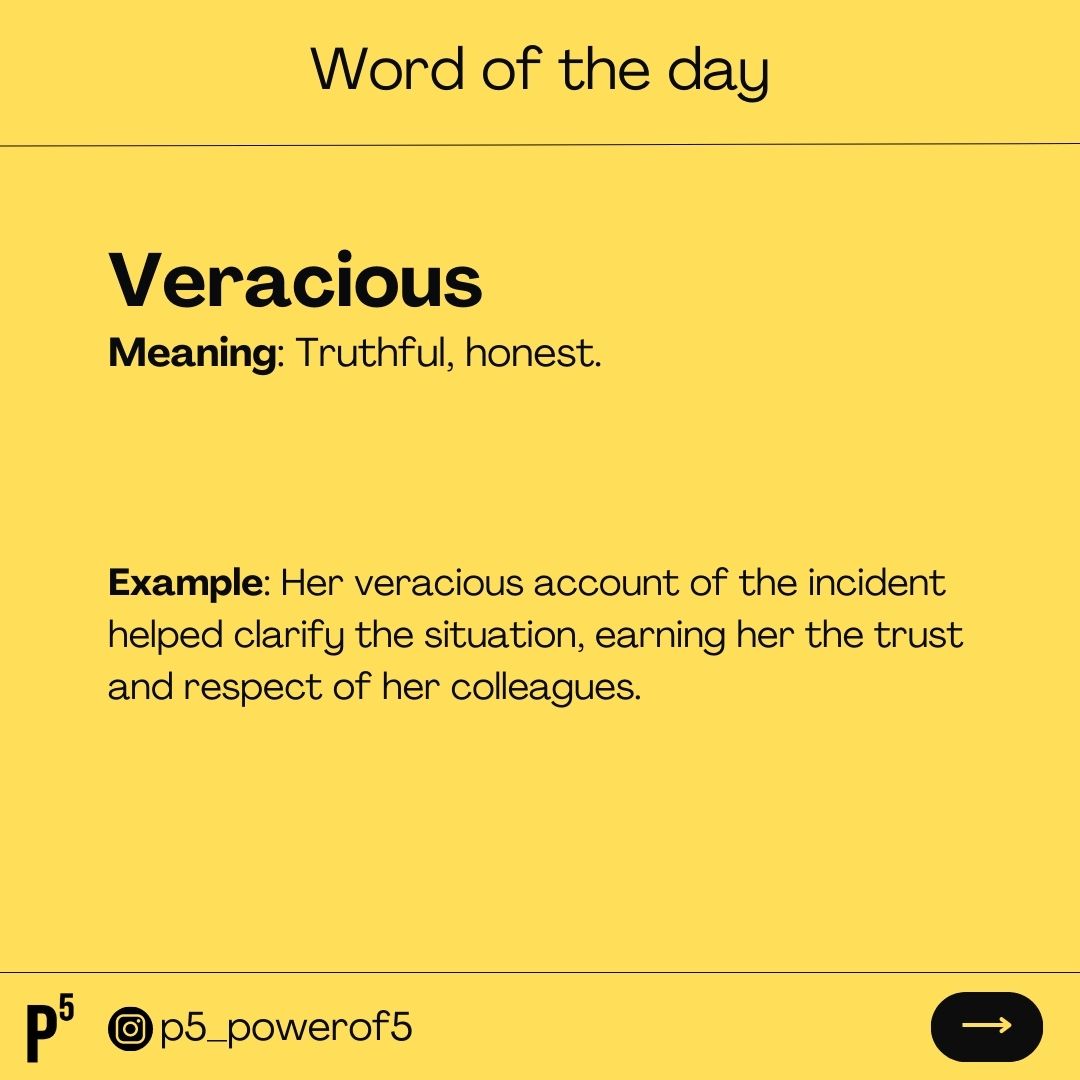 Word of the day
Veracious
Meaning: Truthful, honest.
Example: Her veracious account of the incident
helped clarify the situation, earning her the trust
and respect of her colleagues.
P⁵ p5_powerof5